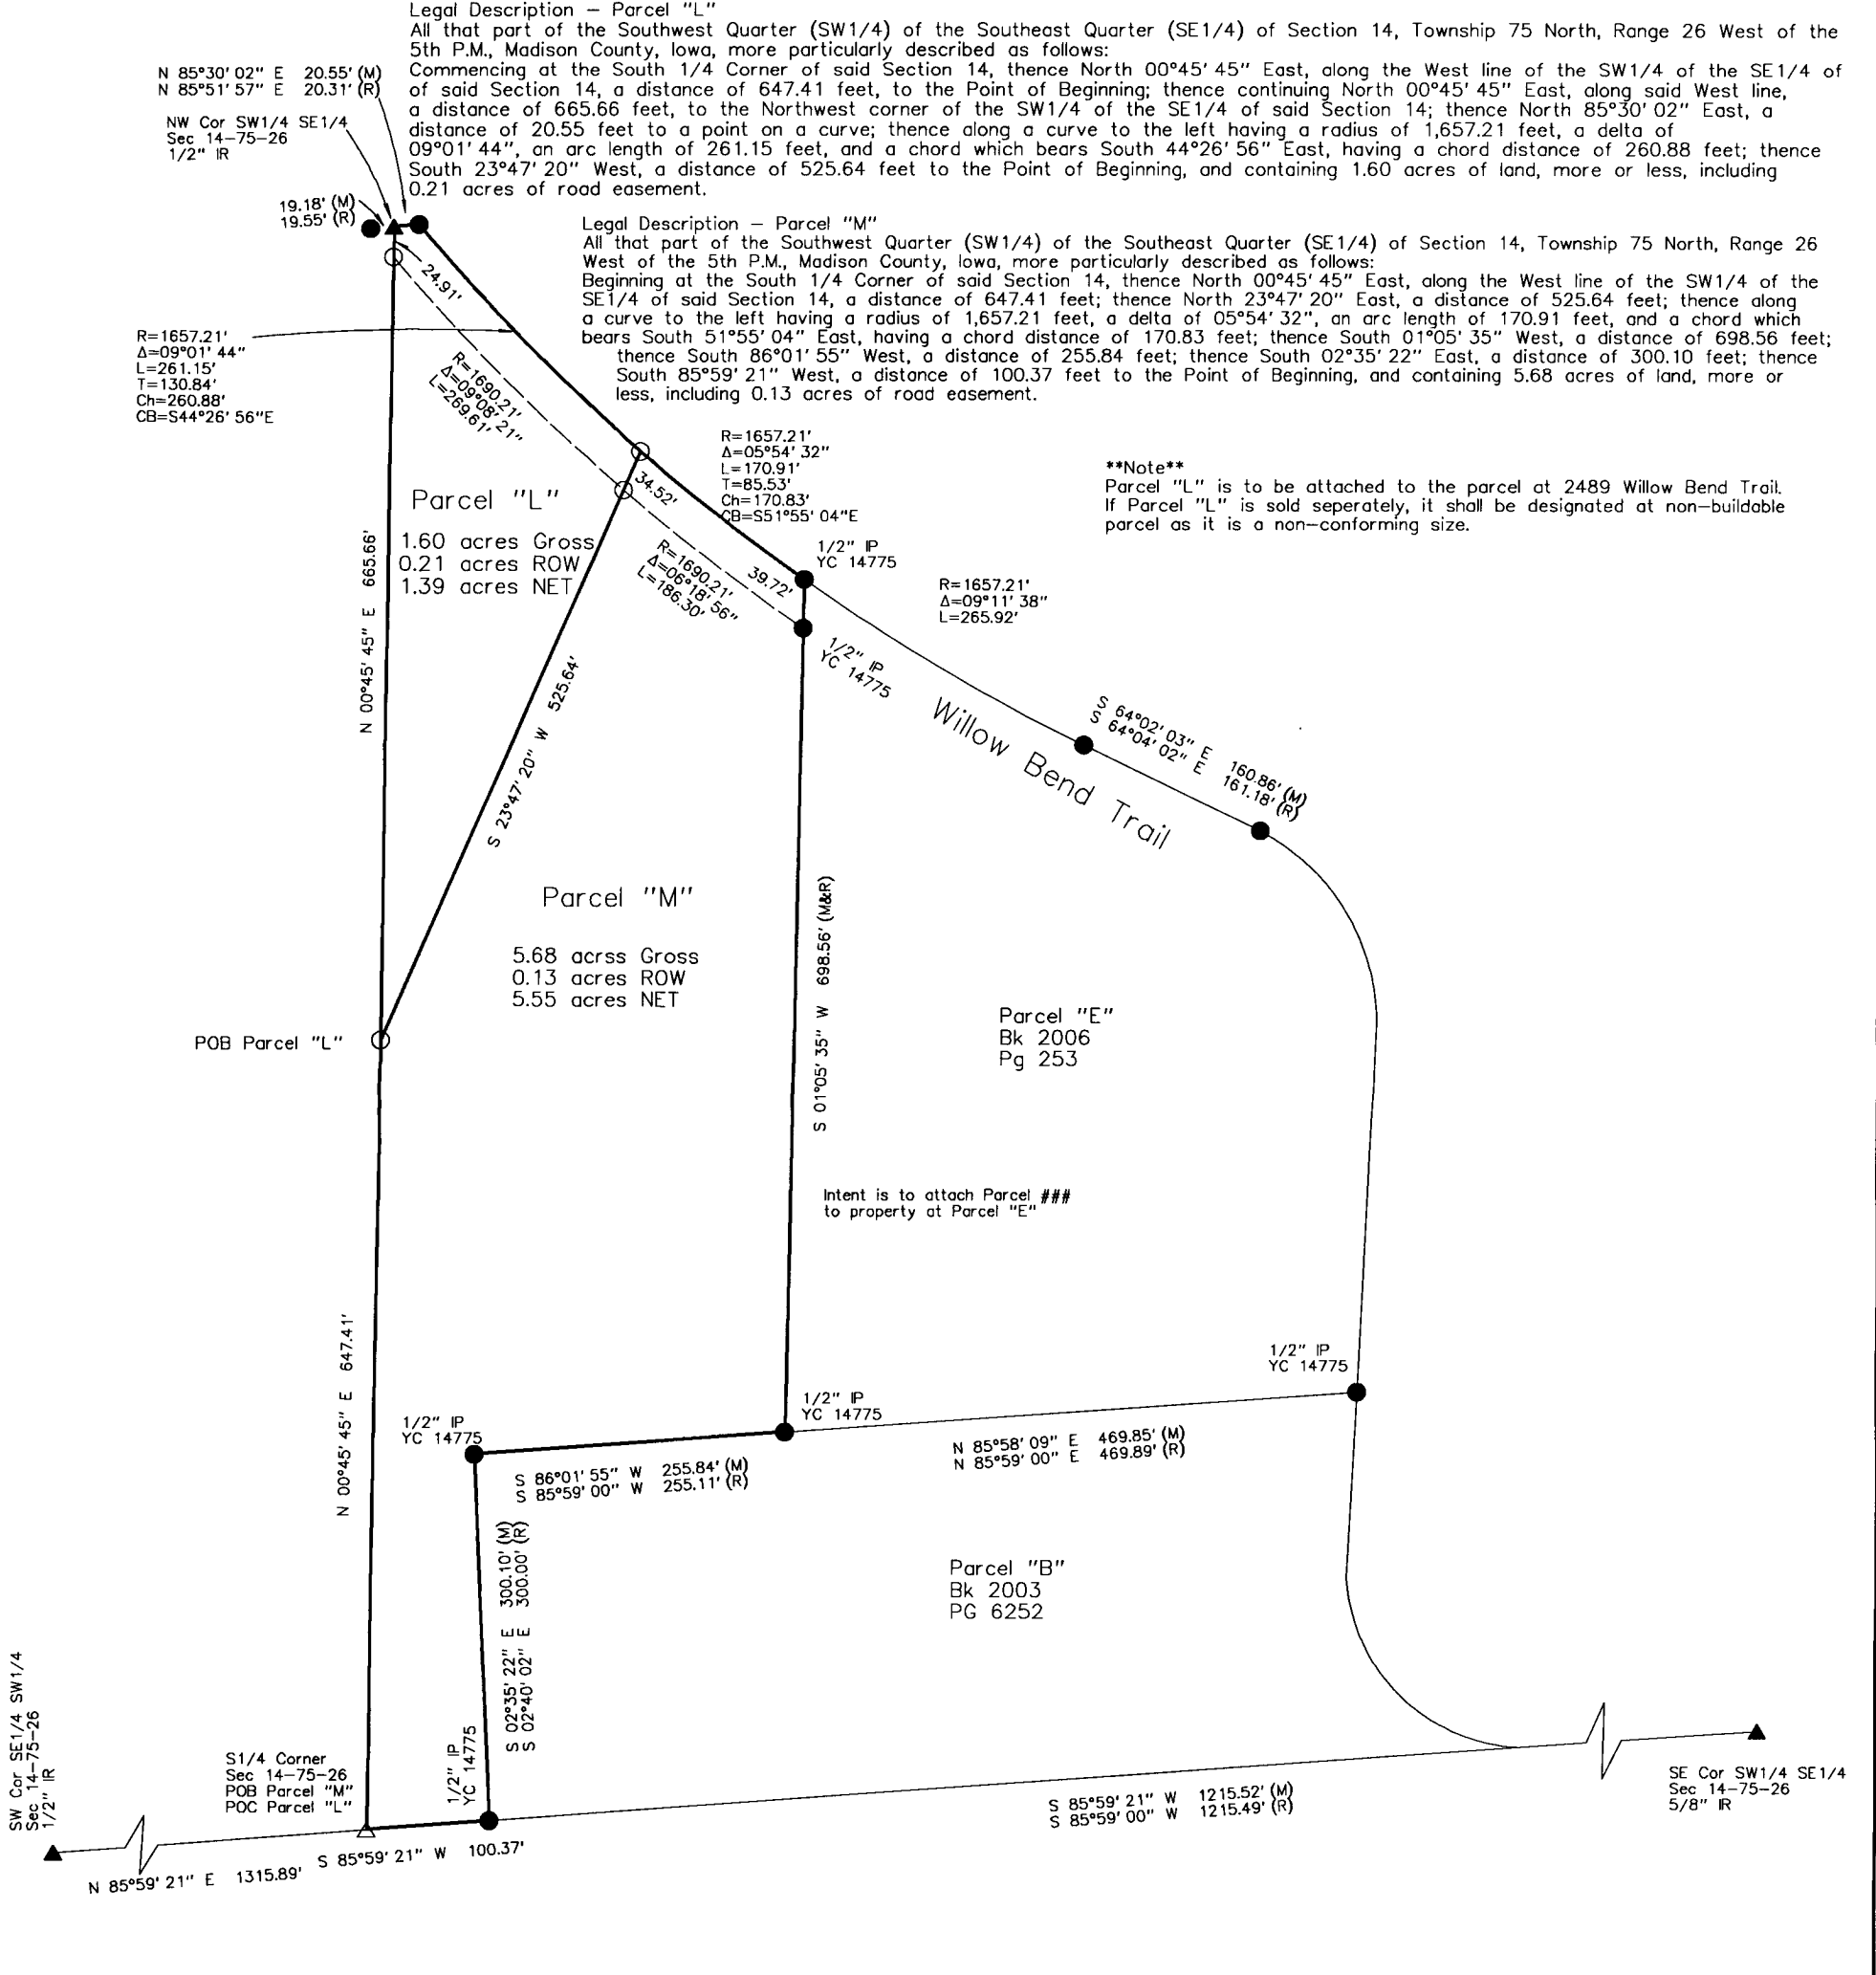 Legal Description – Parcel "L"
All that part of the Southwest Quarter (SW1/4) of the Southeast Quarter (SE1/4) of Section 14, Township 75 North, Range 26 West of the
5th P.M., Madison County, Iowa, more particularly described as follows:
Commencing at the South 1/4 Corner of said Section 14, thence North 00°45'45" East, along the West line of the SW1/4 of the SE1/4 of
of said Section 14, a distance of 647.41 feet, to the Point of Beginning; thence continuing North 00°45'45" East, along said West line,
a distance of 665.66 feet, to the Northwest corner of the SW1/4 of the SE1/4 of said Section 14; thence North 85°30'02" East, a
distance of 20.55 feet to a point on a curve; thence along a curve to the left having a radius of 1,657.21 feet, a delta of
09°01'44", an arc length of 261.15 feet, and a chord which bears South 44°26'56" East, having a chord distance of 260.88 feet; thence
South 23°47'20" West, a distance of 525.64 feet to the Point of Beginning, and containing 1.60 acres of land, more or less, including
0.21 acres of road easement.
N 85°30'02" E 20.55' (M)
N 85°51'57" E 20.31' (R)
NW Cor SW1/4 SE1/4
Sec 14-75-26
1/2" IR
19.18' (M)
19.55' (R)
Legal Description – Parcel "M"
All that part of the Southwest Quarter (SW1/4) of the Southeast Quarter (SE1/4) of Section 14, Township 75 North, Range 26
West of the 5th P.M., Madison County, Iowa, more particularly described as follows:
Beginning at the South 1/4 Corner of said Section 14, thence North 00°45'45" East, along the West line of the SW1/4 of the
SE1/4 of said Section 14, a distance of 647.41 feet; thence North 23°47'20" East, a distance of 525.64 feet; thence along
a curve to the left having a radius of 1,657.21 feet, a delta of 05°54'32", an arc length of 170.91 feet, and a chord which
bears South 51°55'04" East, having a chord distance of 170.83 feet; thence South 01°05'35" West, a distance of 698.56 feet;
thence South 86°01'55" West, a distance of 255.84 feet; thence South 02°35'22" East, a distance of 300.10 feet; thence
South 85°59'21" West, a distance of 100.37 feet to the Point of Beginning, and containing 5.68 acres of land, more or
less, including 0.13 acres of road easement.
24.91'
R=1657.21'
Δ=09°01'44"
L=261.15'
T=130.84'
Ch=260.88'
CB=S44°26'56"E
R=1690.21'
Δ=09°08'21"
L=269.61'
R=1657.21'
Δ=05°54'32"
L=170.91'
T=85.53'
Ch=170.83'
CB=S51°55'04"E
**Note**
Parcel "L" is to be attached to the parcel at 2489 Willow Bend Trail.
If Parcel "L" is sold seperately, it shall be designated at non-buildable
parcel as it is a non-conforming size.
Parcel "L"
1.60 acres Gross
0.21 acres ROW
1.39 acres NET
34.52'
R=1690.21'
Δ=06°18'56"
L=186.30'
39.72'
1/2" IP
YC 14775
R=1657.21'
Δ=09°11'38"
L=265.92'
1/2" IP
YC 14775
Willow Bend Trail
S 64°02'03" E 160.86' (M)
S 64°04'02" E 161.18' (R)
N 00°45'45" E 665.66'
S 23°47'20" W 525.64'
Parcel "M"
5.68 acrss Gross
0.13 acres ROW
5.55 acres NET
S 01°05'35" W 698.56' (M&R)
POB Parcel "L"
Parcel "E"
Bk 2006
Pg 253
Intent is to attach Parcel ###
to property at Parcel "E"
N 00°45'45" E 647.41'
1/2" IP
YC 14775
1/2" IP
YC 14775
1/2" IP
YC 14775
S 86°01'55" W 255.84' (M)
S 85°59'00" W 255.11' (R)
N 85°58'09" E 469.85' (M)
N 85°59'00" E 469.89' (R)
S 02°35'22" E 300.10' (M)
S 02°40'02" E 300.00' (R)
Parcel "B"
Bk 2003
PG 6252
SW Cor SE1/4 SW1/4
Sec 14-75-26
1/2" IR
S1/4 Corner
Sec 14-75-26
POB Parcel "M"
POC Parcel "L"
1/2" IP
YC 14775
SE Cor SW1/4 SE1/4
Sec 14-75-26
5/8" IR
S 85°59'21" W 1215.52' (M)
S 85°59'00" W 1215.49' (R)
N 85°59'21" E 1315.89'
S 85°59'21" W 100.37'